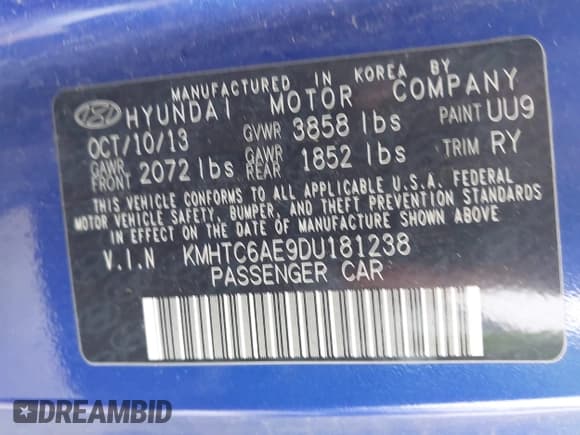 MANUFACTURED IN KOREA BY
HYUNDAI MOTOR COMPANY
OCT/10/13 GVWR 3858 lbs PAINT UU9
GAWR FRONT 2072 lbs GAWR REAR 1852 lbs TRIM RY
THIS VEHICLE CONFORMS TO ALL APPLICABLE U.S.A. FEDERAL
MOTOR VEHICLE SAFETY, BUMPER, AND THEFT PREVENTION STANDARDS
IN EFFECT ON THE DATE OF MANUFACTURE SHOWN ABOVE.
V.I.N KMHTC6AE9DU181238
PASSENGER CAR
DREAMBID